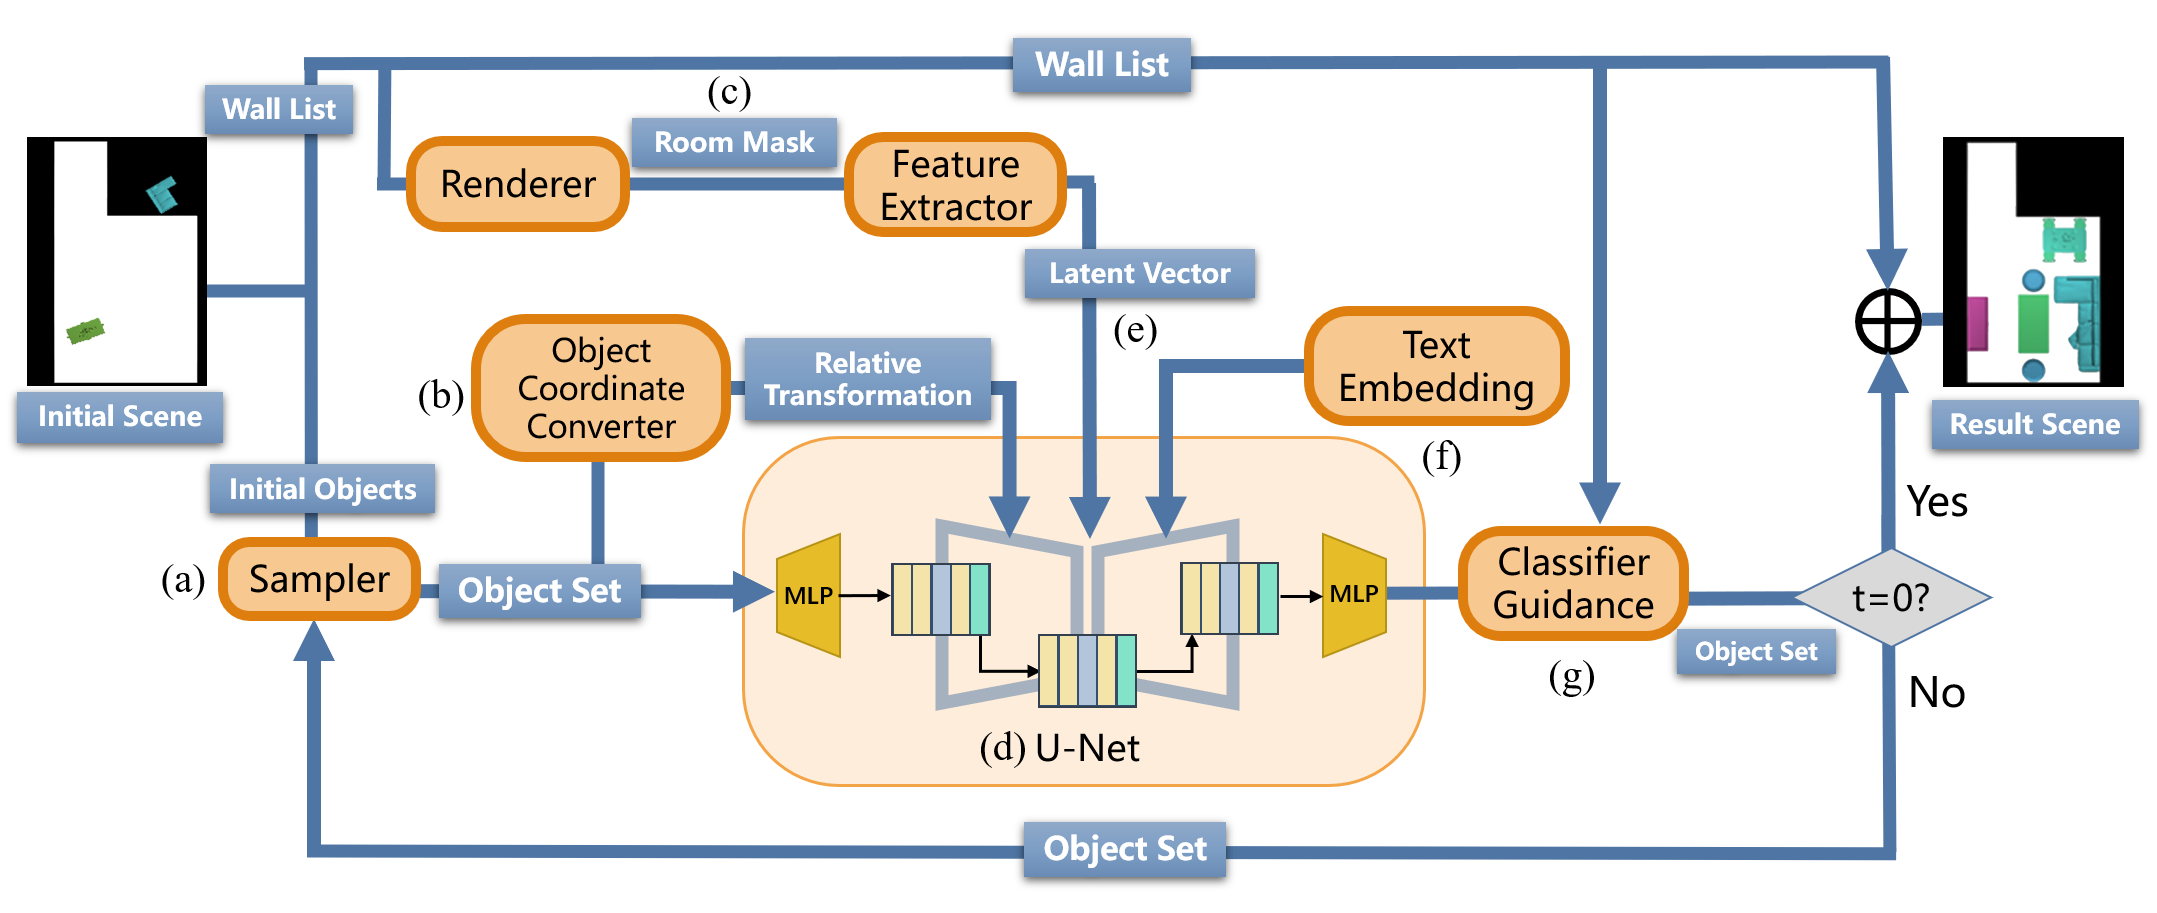 Wall List
Wall List
(c)
Room Mask
Renderer
Feature
Extractor
Latent Vector
(e)
Initial Scene
Object
Coordinate
Converter
(b)
Relative
Transformation
Text
Embedding
(f)
Result Scene
Initial Objects
(a)
Sampler
Object Set
MLP
MLP
(d) U-Net
Classifier
Guidance
(g)
Object Set
t=0?
Yes
No
Object Set